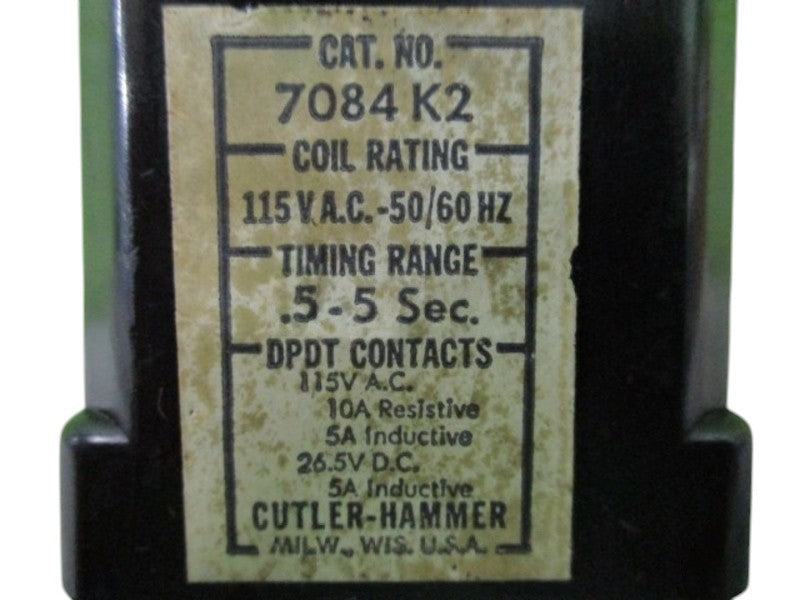 CAT. NO.
7084 K2
COIL RATING
115 V A.C.-50/60 HZ
TIMING RANGE
.5-5 Sec.
DPDT CONTACTS
115V A.C.
10A Resistive
5A Inductive
26.5V D.C.
5A Inductive
CUTLER-HAMMER
MILW., WIS. U.S.A.